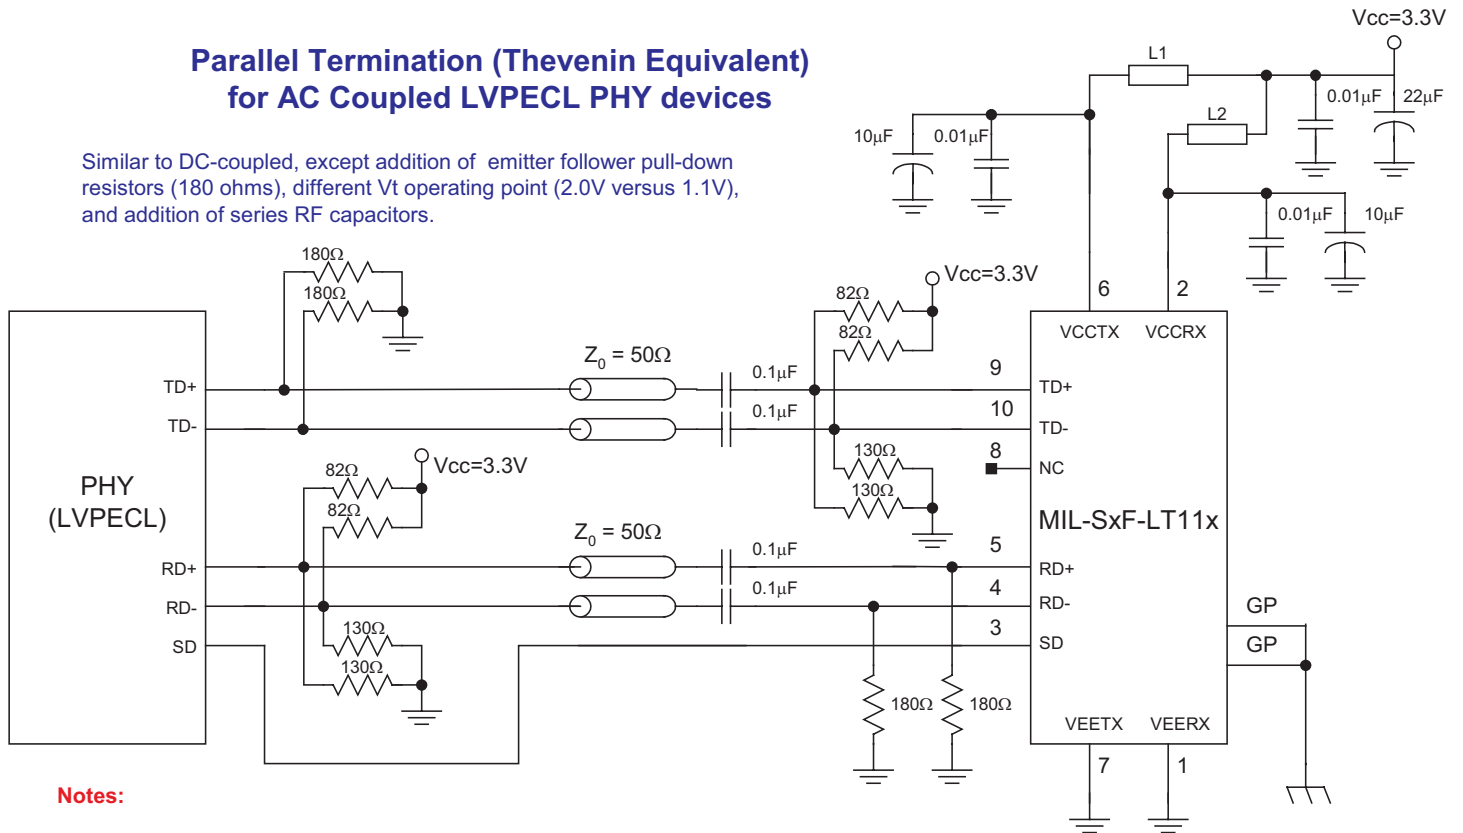 Vcc=3.3V
Parallel Termination (Thevenin Equivalent)
for AC Coupled LVPECL PHY devices
L1
0.01µF
22µF
L2
10µF
0.01µF
Similar to DC-coupled, except addition of emitter follower pull-down
resistors (180 ohms), different Vt operating point (2.0V versus 1.1V),
and addition of series RF capacitors.
0.01µF
10µF
180Ω
180Ω
Vcc=3.3V
82Ω
82Ω
6
2
VCCTX
VCCRX
Z0 = 50Ω
0.1µF
0.1µF
TD+
TD-
9
TD+
10
TD-
8
NC
Vcc=3.3V
82Ω
82Ω
130Ω
130Ω
PHY
(LVPECL)
MIL-SxF-LT11x
Z0 = 50Ω
0.1µF
0.1µF
RD+
RD-
SD
5
RD+
4
RD-
3
SD
130Ω
130Ω
GP
GP
180Ω
180Ω
VEETX
VEERX
7
1
Notes: